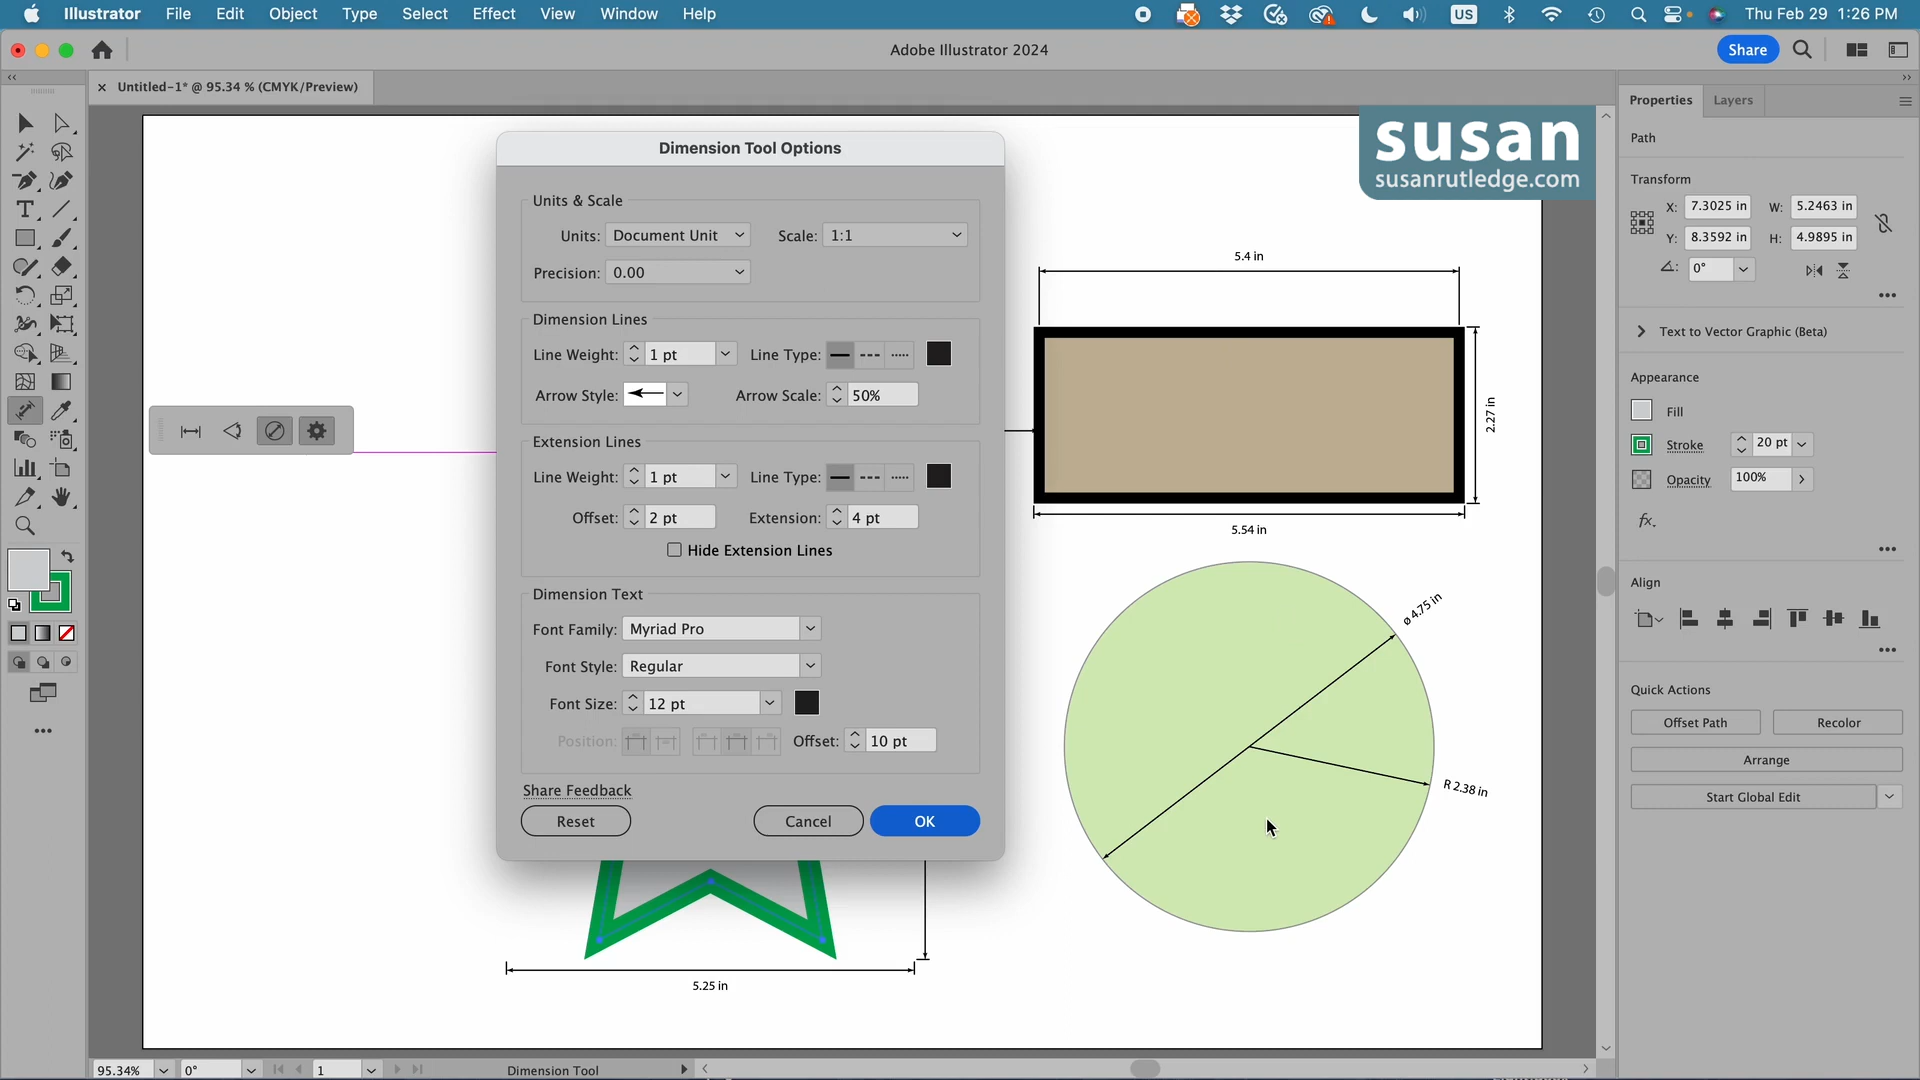 Illustrator File Edit Object Type Select Effect View Window Help
US
Thu Feb 29 1:26 PM
Adobe Illustrator 2024
Share
Untitled-1* @ 95.34 % (CMYK/Preview)
Dimension Tool Options
Units & Scale
Units: Document Unit
Scale: 1:1
Precision: 0.00
Dimension Lines
Line Weight: 1 pt
Line Type:
Arrow Style:
Arrow Scale: 50%
Extension Lines
Line Weight: 1 pt
Line Type:
Offset: 2 pt
Extension: 4 pt
Hide Extension Lines
Dimension Text
Font Family: Myriad Pro
Font Style: Regular
Font Size: 12 pt
Position:
Offset: 10 pt
Share Feedback
Reset
Cancel
OK
5.25 in
susan
susanrutledge.com
5.4 in
2.27 in
5.54 in
⌀ 4.75 in
R 2.38 in
Properties
Layers
Path
Transform
X: 7.3025 in
W: 5.2463 in
Y: 8.3592 in
H: 4.9895 in
0°
Text to Vector Graphic (Beta)
Appearance
Fill
Stroke
20 pt
Opacity
100%
fx.
Align
Quick Actions
Offset Path
Recolor
Arrange
Start Global Edit
95.34%
0°
1
Dimension Tool